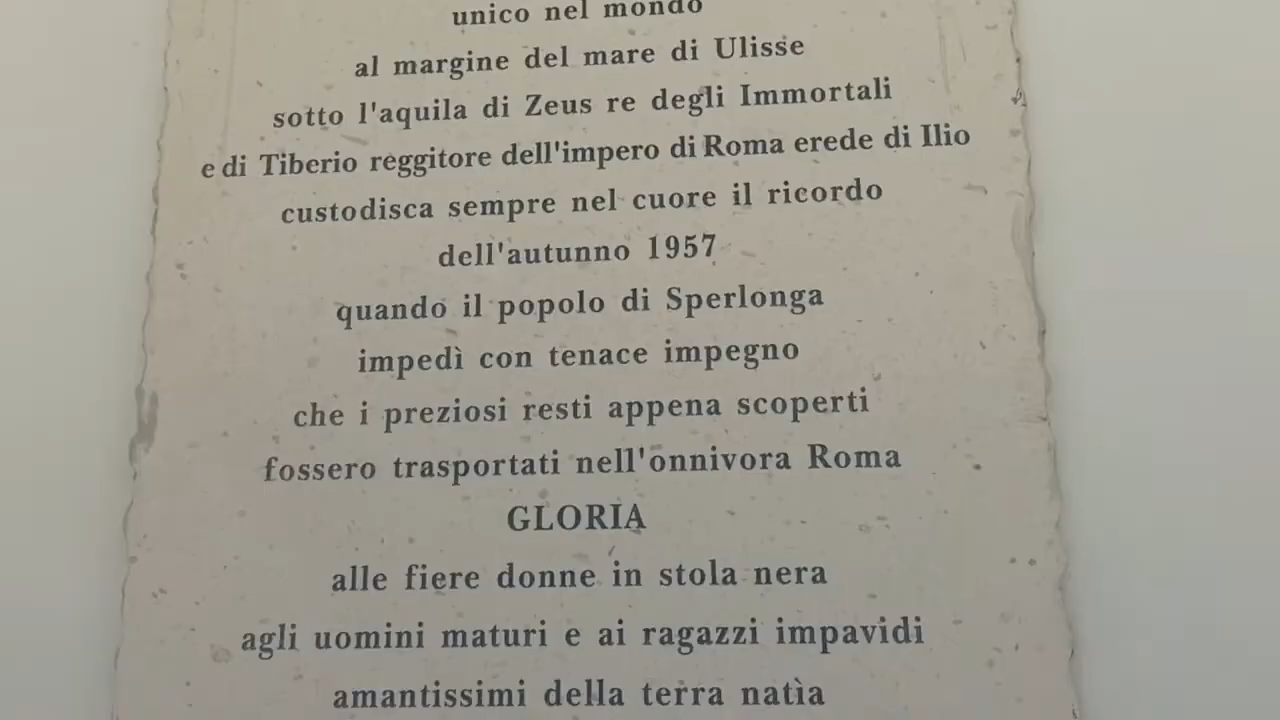 unico nel mondo
al margine del mare di Ulisse
sotto l'aquila di Zeus re degli Immortali
e di Tiberio reggitore dell'impero di Roma erede di Ilio
custodisca sempre nel cuore il ricordo
dell'autunno 1957
quando il popolo di Sperlonga
impedì con tenace impegno
che i preziosi resti appena scoperti
fossero trasportati nell'onnivora Roma
GLORIA
alle fiere donne in stola nera
agli uomini maturi e ai ragazzi impavidi
amantissimi della terra natìa